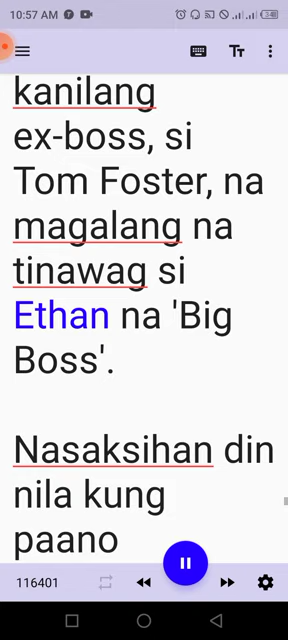 10:57 AM
kanilang
ex-boss, si
Tom Foster, na
magalang na
tinawag si
Ethan na 'Big
Boss'.
Nasaksihan din
nila kung
paano
116401